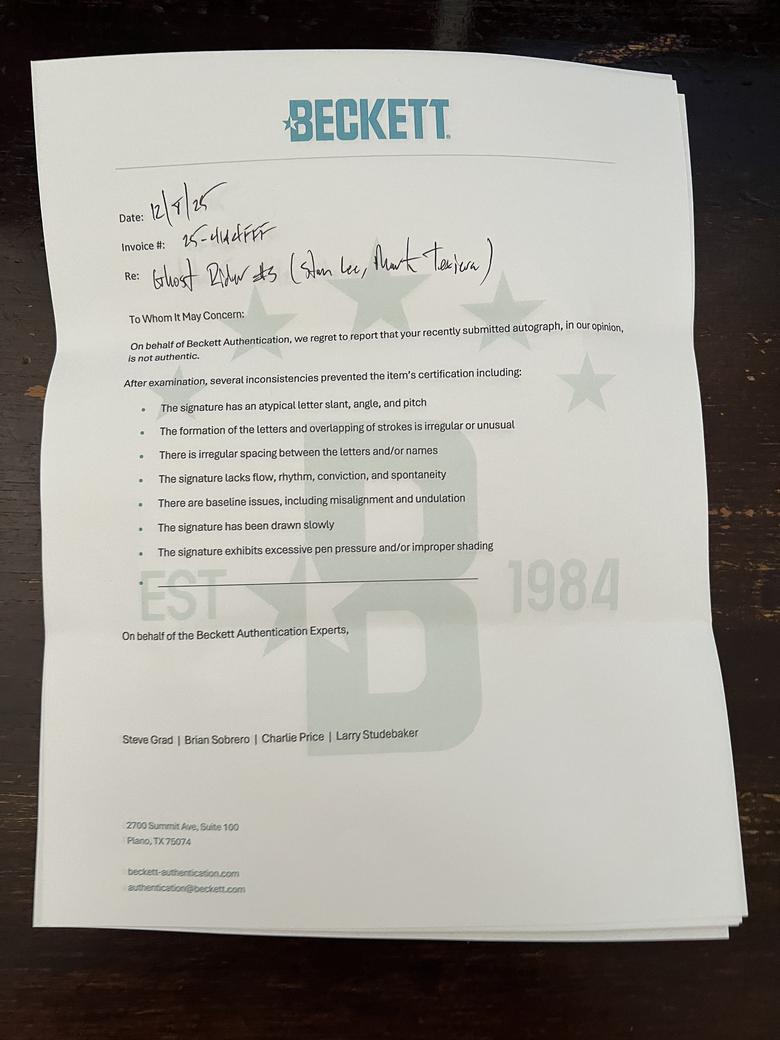 BECKETT
Date: 12/8/25
Invoice #:
Re: Ghost Rider #3 (Stan Lee, Mark Texiera)
To Whom It May Concern:
On behalf of Beckett Authentication, we regret to report that your recently submitted autograph, in our opinion,
is not authentic.
After examination, several inconsistencies prevented the item's certification including:
• The signature has an atypical letter slant, angle, and pitch
• The formation of the letters and overlapping of strokes is irregular or unusual
• There is irregular spacing between the letters and/or names
• The signature lacks flow, rhythm, conviction, and spontaneity
• There are baseline issues, including misalignment and undulation
• The signature has been drawn slowly
• The signature exhibits excessive pen pressure and/or improper shading
EST 1984
On behalf of the Beckett Authentication Experts,
Steve Grad | Brian Sobrero | Charlie Price | Larry Studebaker
2700 Summit Ave, Suite 100
Plano, TX 75074
beckett-authentication.com
authentication@beckett.com